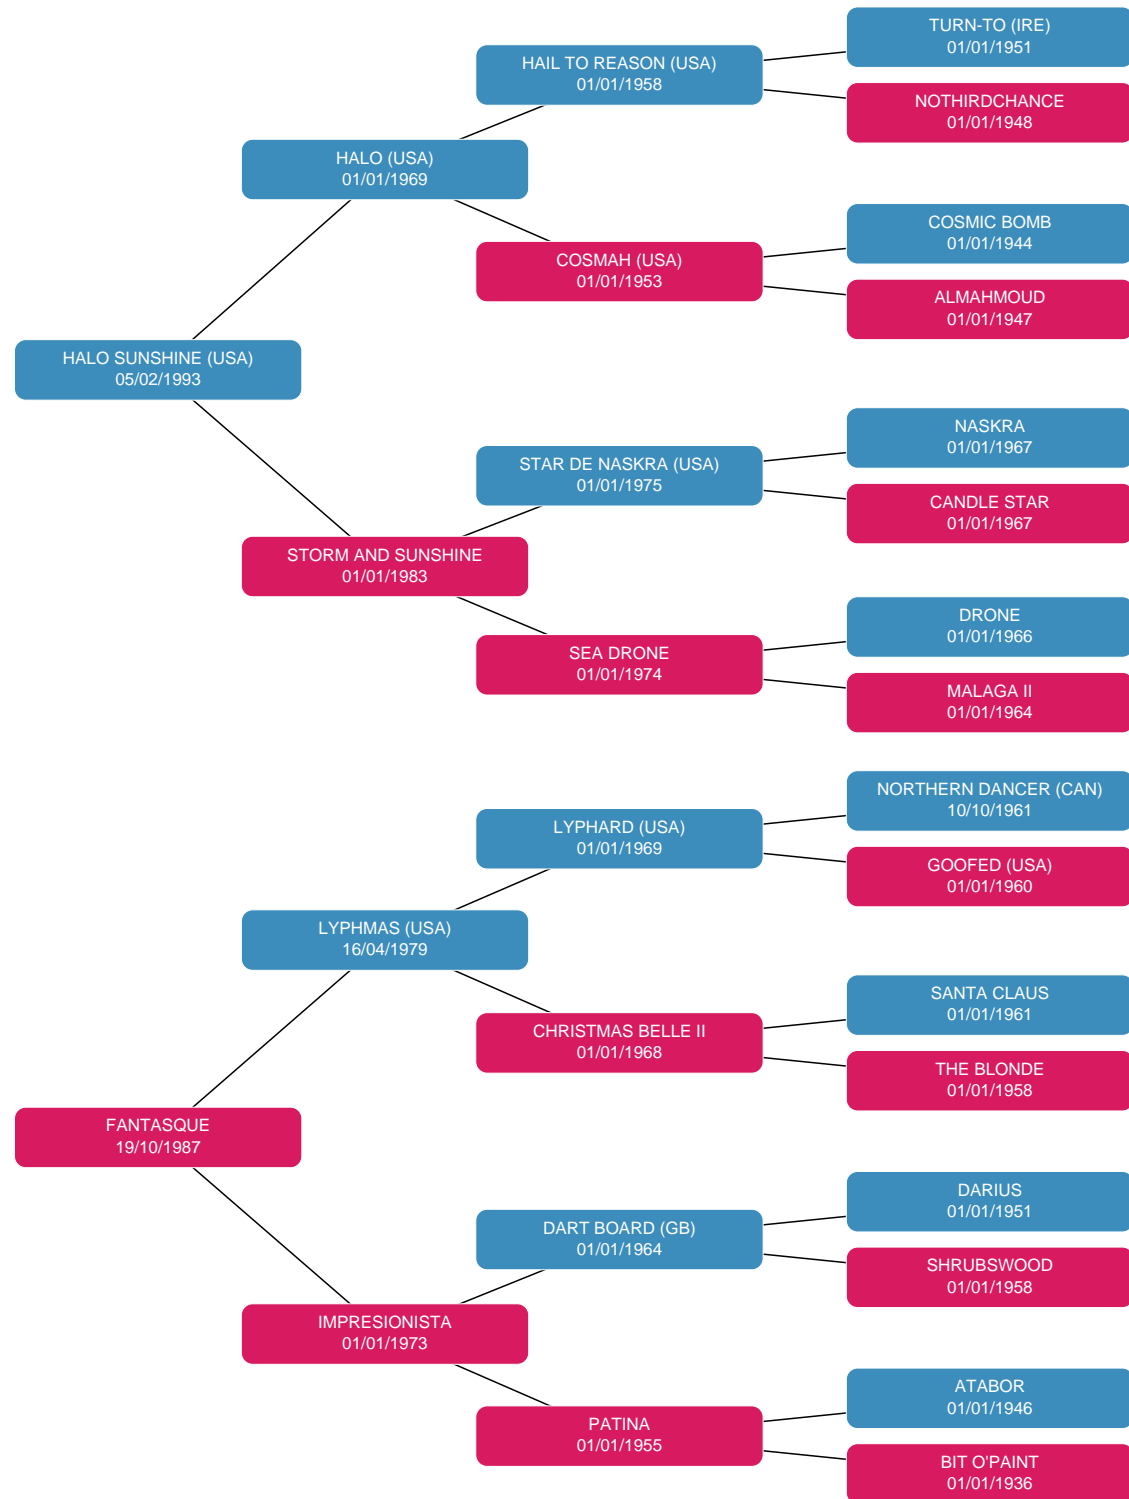 TURN-TO (IRE)
01/01/1951
HAIL TO REASON (USA)
01/01/1958
NOTHIRDCHANCE
01/01/1948
HALO (USA)
01/01/1969
COSMIC BOMB
01/01/1944
COSMAH (USA)
01/01/1953
ALMAHMOUD
01/01/1947
HALO SUNSHINE (USA)
05/02/1993
NASKRA
01/01/1967
STAR DE NASKRA (USA)
01/01/1975
CANDLE STAR
01/01/1967
STORM AND SUNSHINE
01/01/1983
DRONE
01/01/1966
SEA DRONE
01/01/1974
MALAGA II
01/01/1964
NORTHERN DANCER (CAN)
10/10/1961
LYPHARD (USA)
01/01/1969
GOOFED (USA)
01/01/1960
LYPHMAS (USA)
16/04/1979
SANTA CLAUS
01/01/1961
CHRISTMAS BELLE II
01/01/1968
THE BLONDE
01/01/1958
FANTASQUE
19/10/1987
DARIUS
01/01/1951
DART BOARD (GB)
01/01/1964
SHRUBSWOOD
01/01/1958
IMPRESIONISTA
01/01/1973
ATABOR
01/01/1946
PATINA
01/01/1955
BIT O'PAINT
01/01/1936